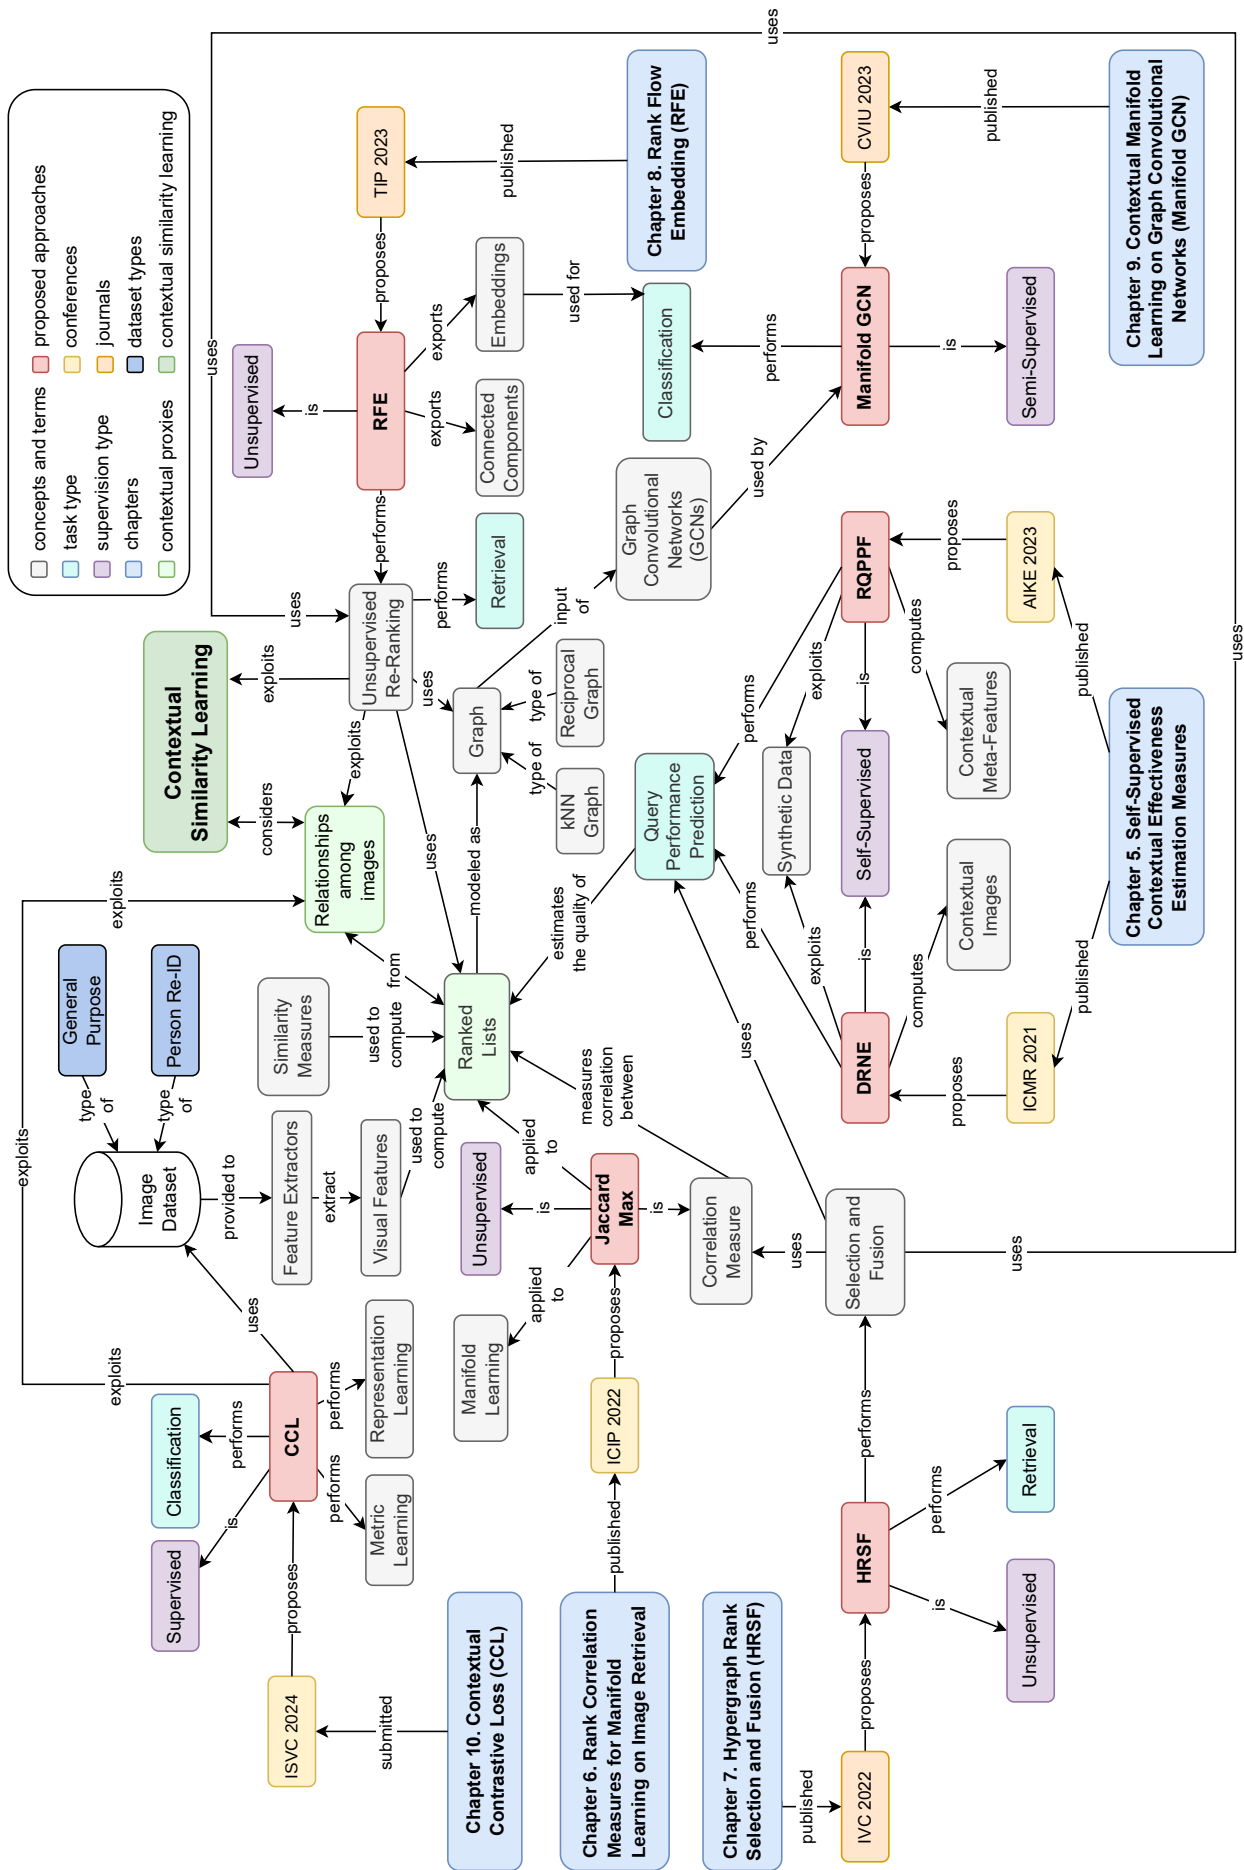 concepts and terms
task type
supervision type
chapters
contextual proxies
proposed approaches
conferences
journals
dataset types
contextual similarity learning
ISVC 2024
submitted
Chapter 10. Contextual
Contrastive Loss (CCL)
proposes
Supervised
is
Classification
performs
CCL
performs
Metric
Learning
performs
Representation
Learning
exploits
exploits
exploits
uses
Image
Dataset
type
of
General
Purpose
type
of
Person Re-ID
provided to
Feature Extractors
extract
Visual Features
used to
compute
Similarity
Measures
used to
compute
Ranked
Lists
from
Relationships
among
images
considers
Contextual
Similarity Learning
exploits
exploits
uses
modeled as
Unsupervised
Re-Ranking
uses
uses
uses
uses
performs
Retrieval
uses
Graph
type of
kNN
Graph
type of
Reciprocal
Graph
input
of
Graph
Convolutional
Networks
(GCNs)
used by
performs
RFE
is
Unsupervised
exports
Connected
Components
exports
Embeddings
used for
Classification
proposes
TIP 2023
published
Chapter 8. Rank Flow
Embedding (RFE)
Chapter 6. Rank Correlation
Measures for Manifold
Learning on Image Retrieval
published
ICIP 2022
proposes
Jaccard
Max
applied
to
Manifold
Learning
is
Unsupervised
applied
to
is
Correlation
Measure
measures
correlation
between
estimates
the quality of
Query
Performance
Prediction
Chapter 7. Hypergraph Rank
Selection and Fusion (HRSF)
published
IVC 2022
proposes
HRSF
is
Unsupervised
performs
Retrieval
performs
Selection and
Fusion
uses
uses
uses
performs
performs
ICMR 2021
proposes
DRNE
exploits
Synthetic Data
exploits
is
Self-Supervised
is
computes
Contextual
Images
RQPPF
computes
Contextual
Meta-Features
proposes
AIKE 2023
published
published
Chapter 5. Self-Supervised
Contextual Effectiveness
Estimation Measures
Manifold GCN
performs
is
Semi-Supervised
proposes
CVIU 2023
published
Chapter 9. Contextual Manifold
Learning on Graph Convolutional
Networks (Manifold GCN)